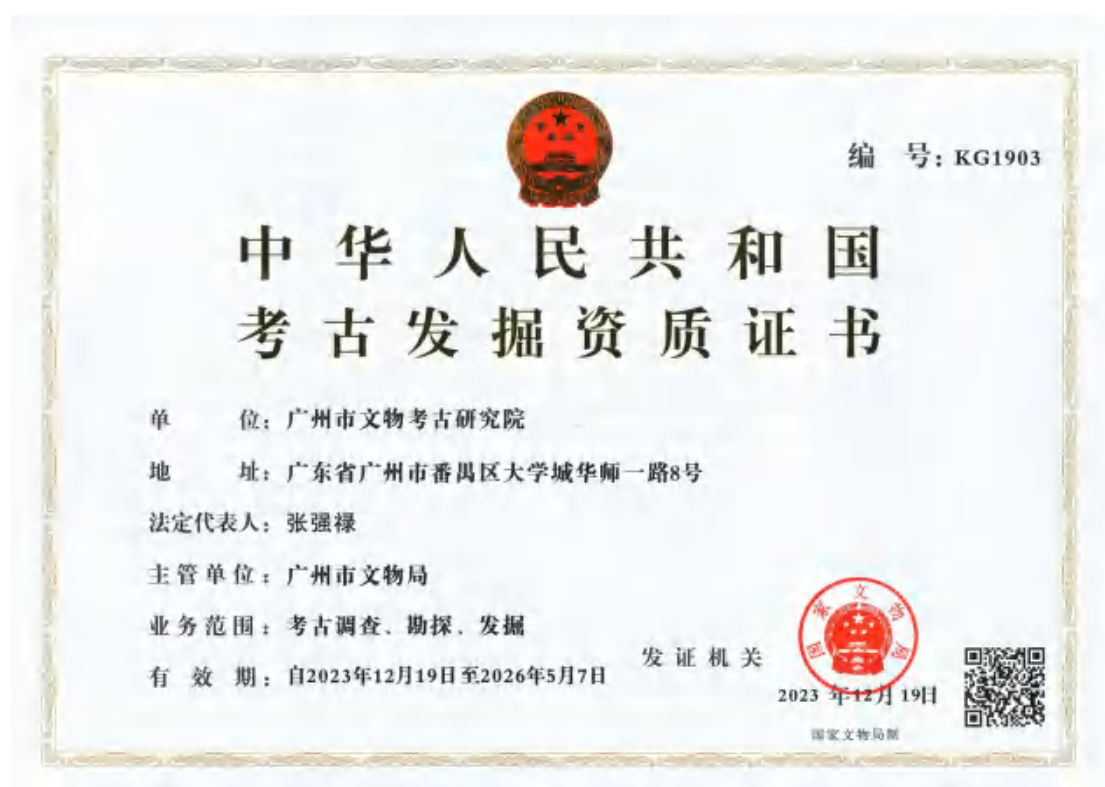 编 号: KG1903
中华人民共和国
考古发掘资质证书
单 位: 广州市文物考古研究院
地 址: 广东省广州市番禺区大学城华师一路8号
法定代表人: 张强禄
主管单位: 广州市文物局
业务范围: 考古调查、勘探、发掘
有 效 期: 自2023年12月19日至2026年5月7日
发证机关
国家文物局
2023 年12月 19日
国家文物局制